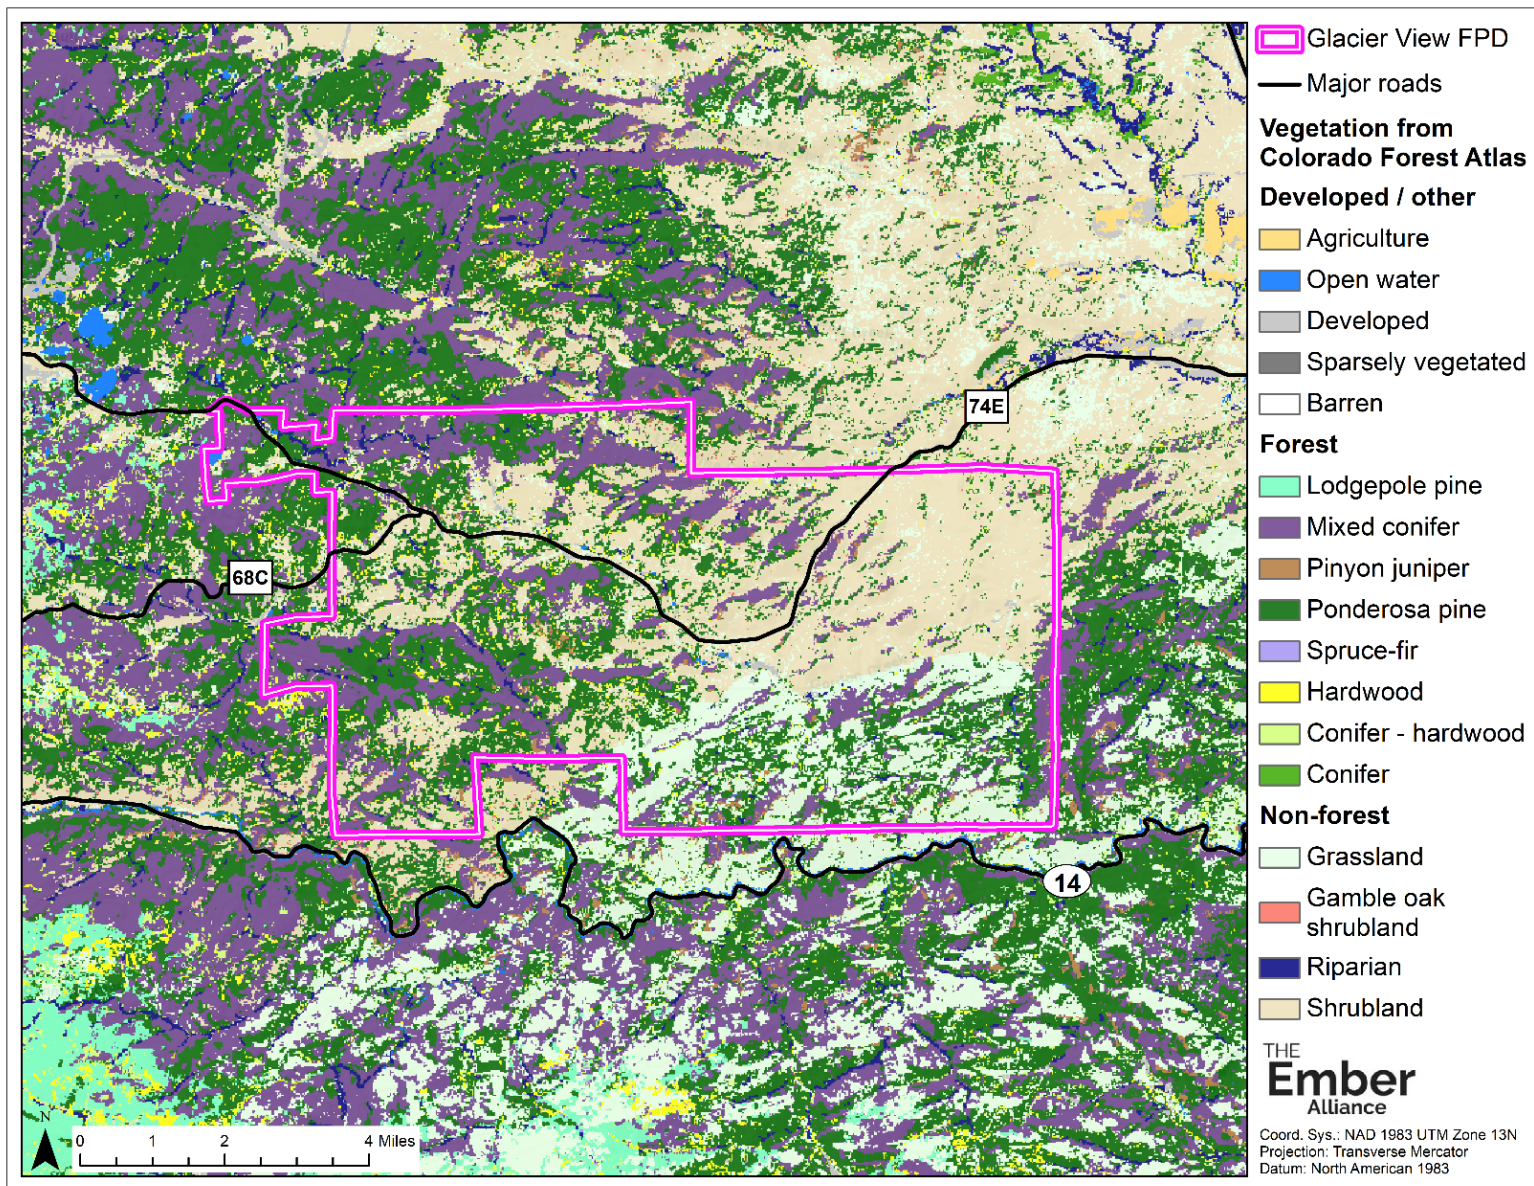 Glacier View FPD
Major roads
Vegetation from
Colorado Forest Atlas
Developed / other
Agriculture
Open water
Developed
Sparsely vegetated
Barren
Forest
Lodgepole pine
Mixed conifer
Pinyon juniper
Ponderosa pine
Spruce-fir
Hardwood
Conifer - hardwood
Conifer
Non-forest
Grassland
Gamble oak
shrubland
Riparian
Shrubland
THE
Ember
Alliance
Coord. Sys.: NAD 1983 UTM Zone 13N
Projection: Transverse Mercator
Datum: North American 1983
74E
68C
14
N
0 1 2 4 Miles